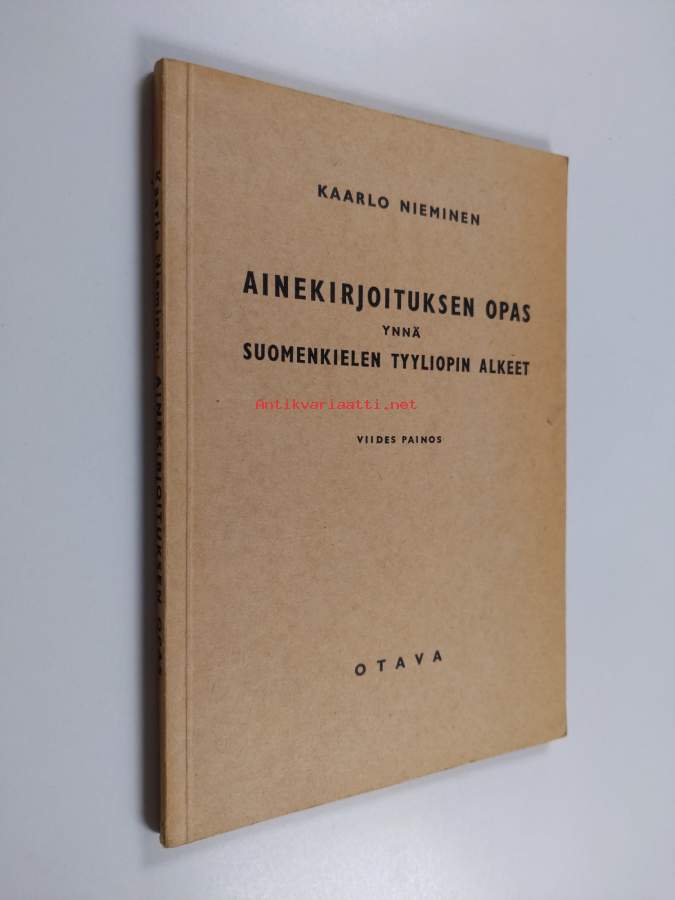 KAARLO NIEMINEN
AINEKIRJOITUKSEN OPAS
YNNÄ
SUOMENKIELEN TYYLIOPIN ALKEET
Antikvariaatti.net
VIIDES PAINOS
OTAVA
Kaarlo Nieminen: AINEKIRJOITUKSEN OPAS